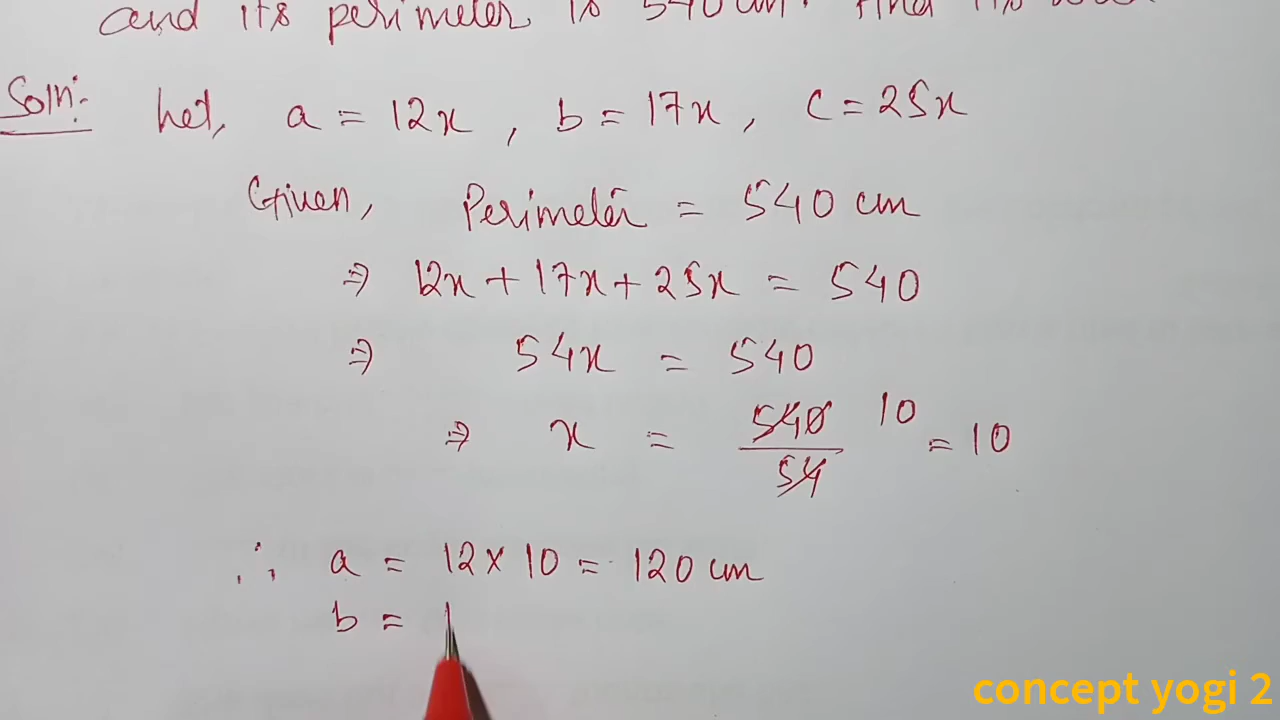 and its perimeter is 540 cm. Find its
Soln:- Let, a = 12x, b = 17x, c = 25x
Given, Perimeter = 540 cm
⇒ 12x + 17x + 25x = 540
⇒ 54x = 540
⇒ x = 540/54 10 = 10
∴ a = 12 × 10 = 120 cm
b = 1
concept yogi 2